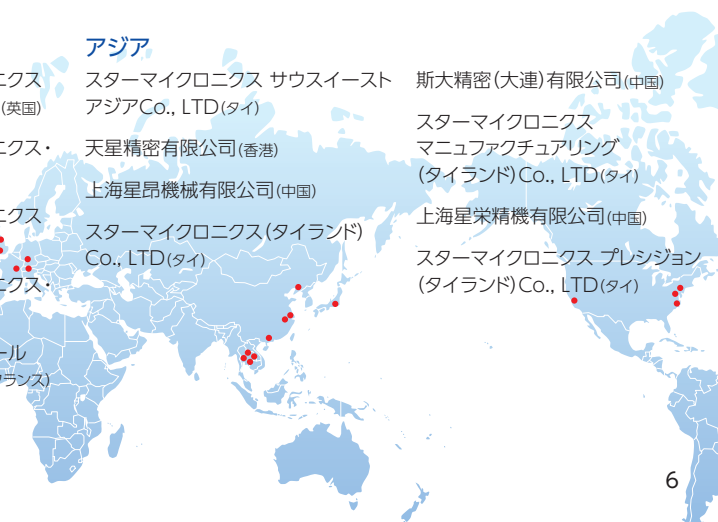 ニクス
(英国)
ニクス・
ニクス
ニクス・
ール
フランス)
アジア
スターマイクロニクス サウスイースト
アジアCo., LTD(タイ)
天星精密有限公司(香港)
上海星昂機械有限公司(中国)
スターマイクロニクス(タイランド)
Co., LTD(タイ)
斯大精密(大連)有限公司(中国)
スターマイクロニクス
マニュファクチュアリング
(タイランド)Co., LTD(タイ)
上海星栄精機有限公司(中国)
スターマイクロニクス プレシジョン
(タイランド)Co., LTD(タイ)
6